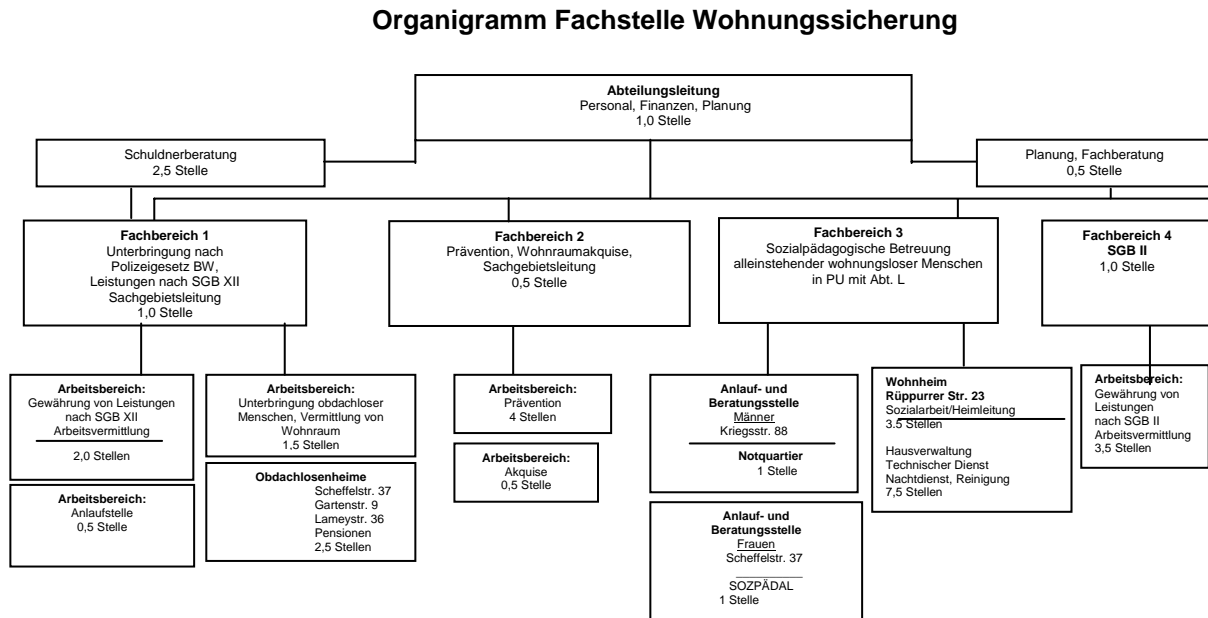 Organigramm Fachstelle Wohnungssicherung
Abteilungsleitung
Personal, Finanzen, Planung
1,0 Stelle
Schuldnerberatung
2,5 Stelle
Planung, Fachberatung
0,5 Stelle
Fachbereich 1
Unterbringung nach
Polizeigesetz BW,
Leistungen nach SGB XII
Sachgebietsleitung
1,0 Stelle
Fachbereich 2
Prävention, Wohnraumakquise,
Sachgebietsleitung
0,5 Stelle
Fachbereich 3
Sozialpädagogische Betreuung
alleinstehender wohnungsloser Menschen
in PU mit Abt. L
Fachbereich 4
SGB II
1,0 Stelle
Arbeitsbereich:
Gewährung von Leistungen
nach SGB XII
Arbeitsvermittlung
2,0 Stellen
Arbeitsbereich:
Anlaufstelle
0,5 Stelle
Arbeitsbereich:
Unterbringung obdachloser
Menschen, Vermittlung von
Wohnraum
1,5 Stellen
Obdachlosenheime
Scheffelstr. 37
Gartenstr. 9
Lameystr. 36
Pensionen
2,5 Stellen
Arbeitsbereich:
Prävention
4 Stellen
Arbeitsbereich:
Akquise
0,5 Stelle
Anlauf- und
Beratungsstelle
Männer
Kriegsstr. 88
Notquartier
1 Stelle
Anlauf- und
Beratungsstelle
Frauen
Scheffelstr. 37
SOZPÄDAL
1 Stelle
Wohnheim
Rüppurrer Str. 23
Sozialarbeit/Heimleitung
3.5 Stellen
Hausverwaltung
Technischer Dienst
Nachtdienst, Reinigung
7,5 Stellen
Arbeitsbereich:
Gewährung von
Leistungen
nach SGB II
Arbeitsvermittlung
3,5 Stellen